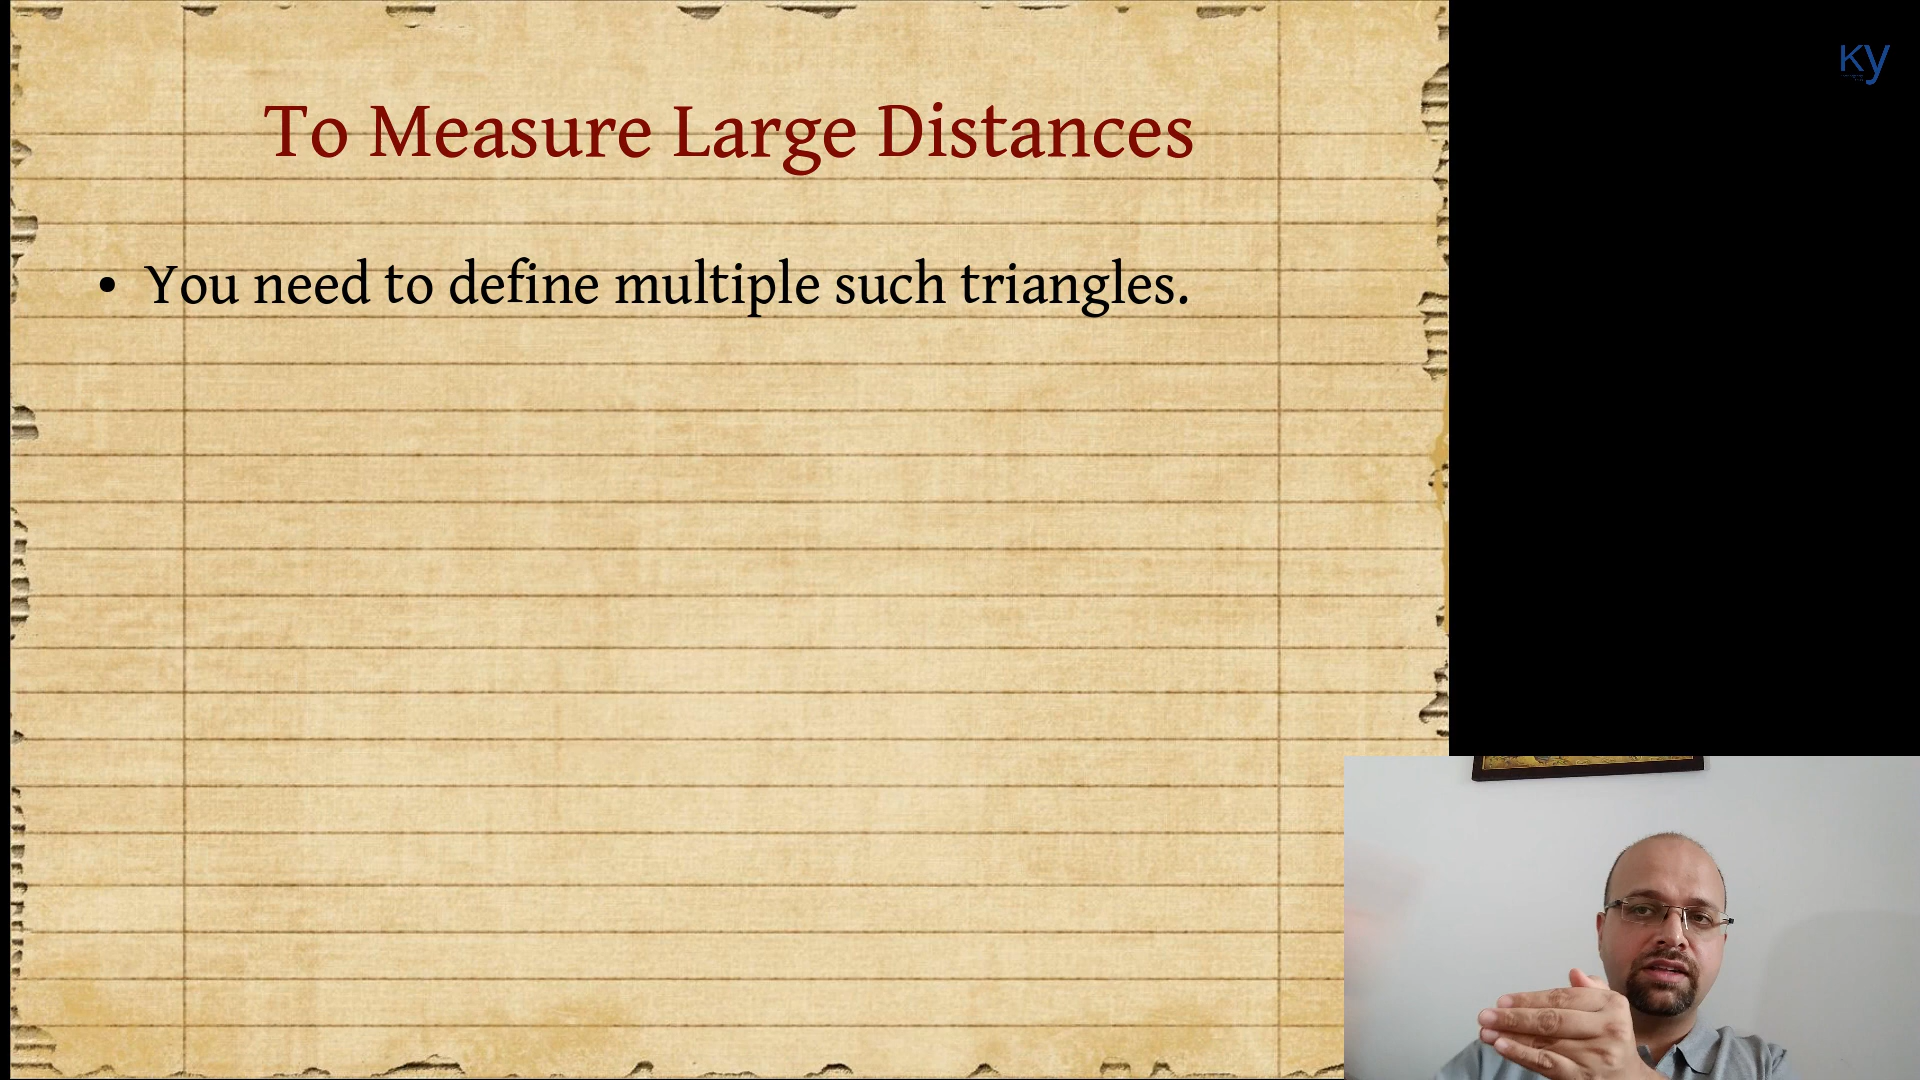 To Measure Large Distances
• You need to define multiple such triangles.
Ky